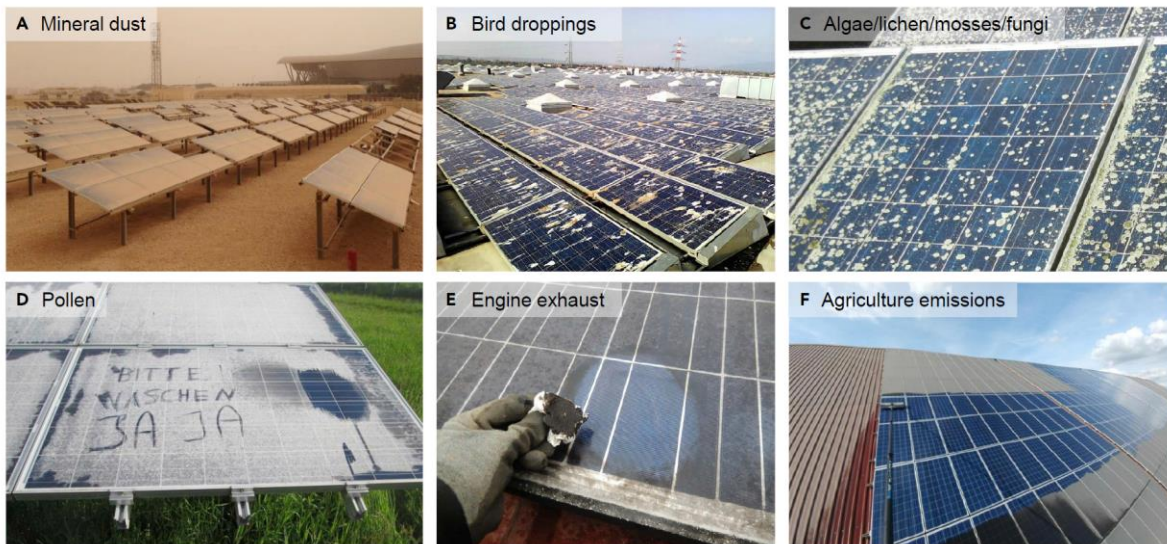 A Mineral dust
B Bird droppings
C Algae/lichen/mosses/fungi
D Pollen
BITTE
WASCHEN
JA JA
E Engine exhaust
F Agriculture emissions